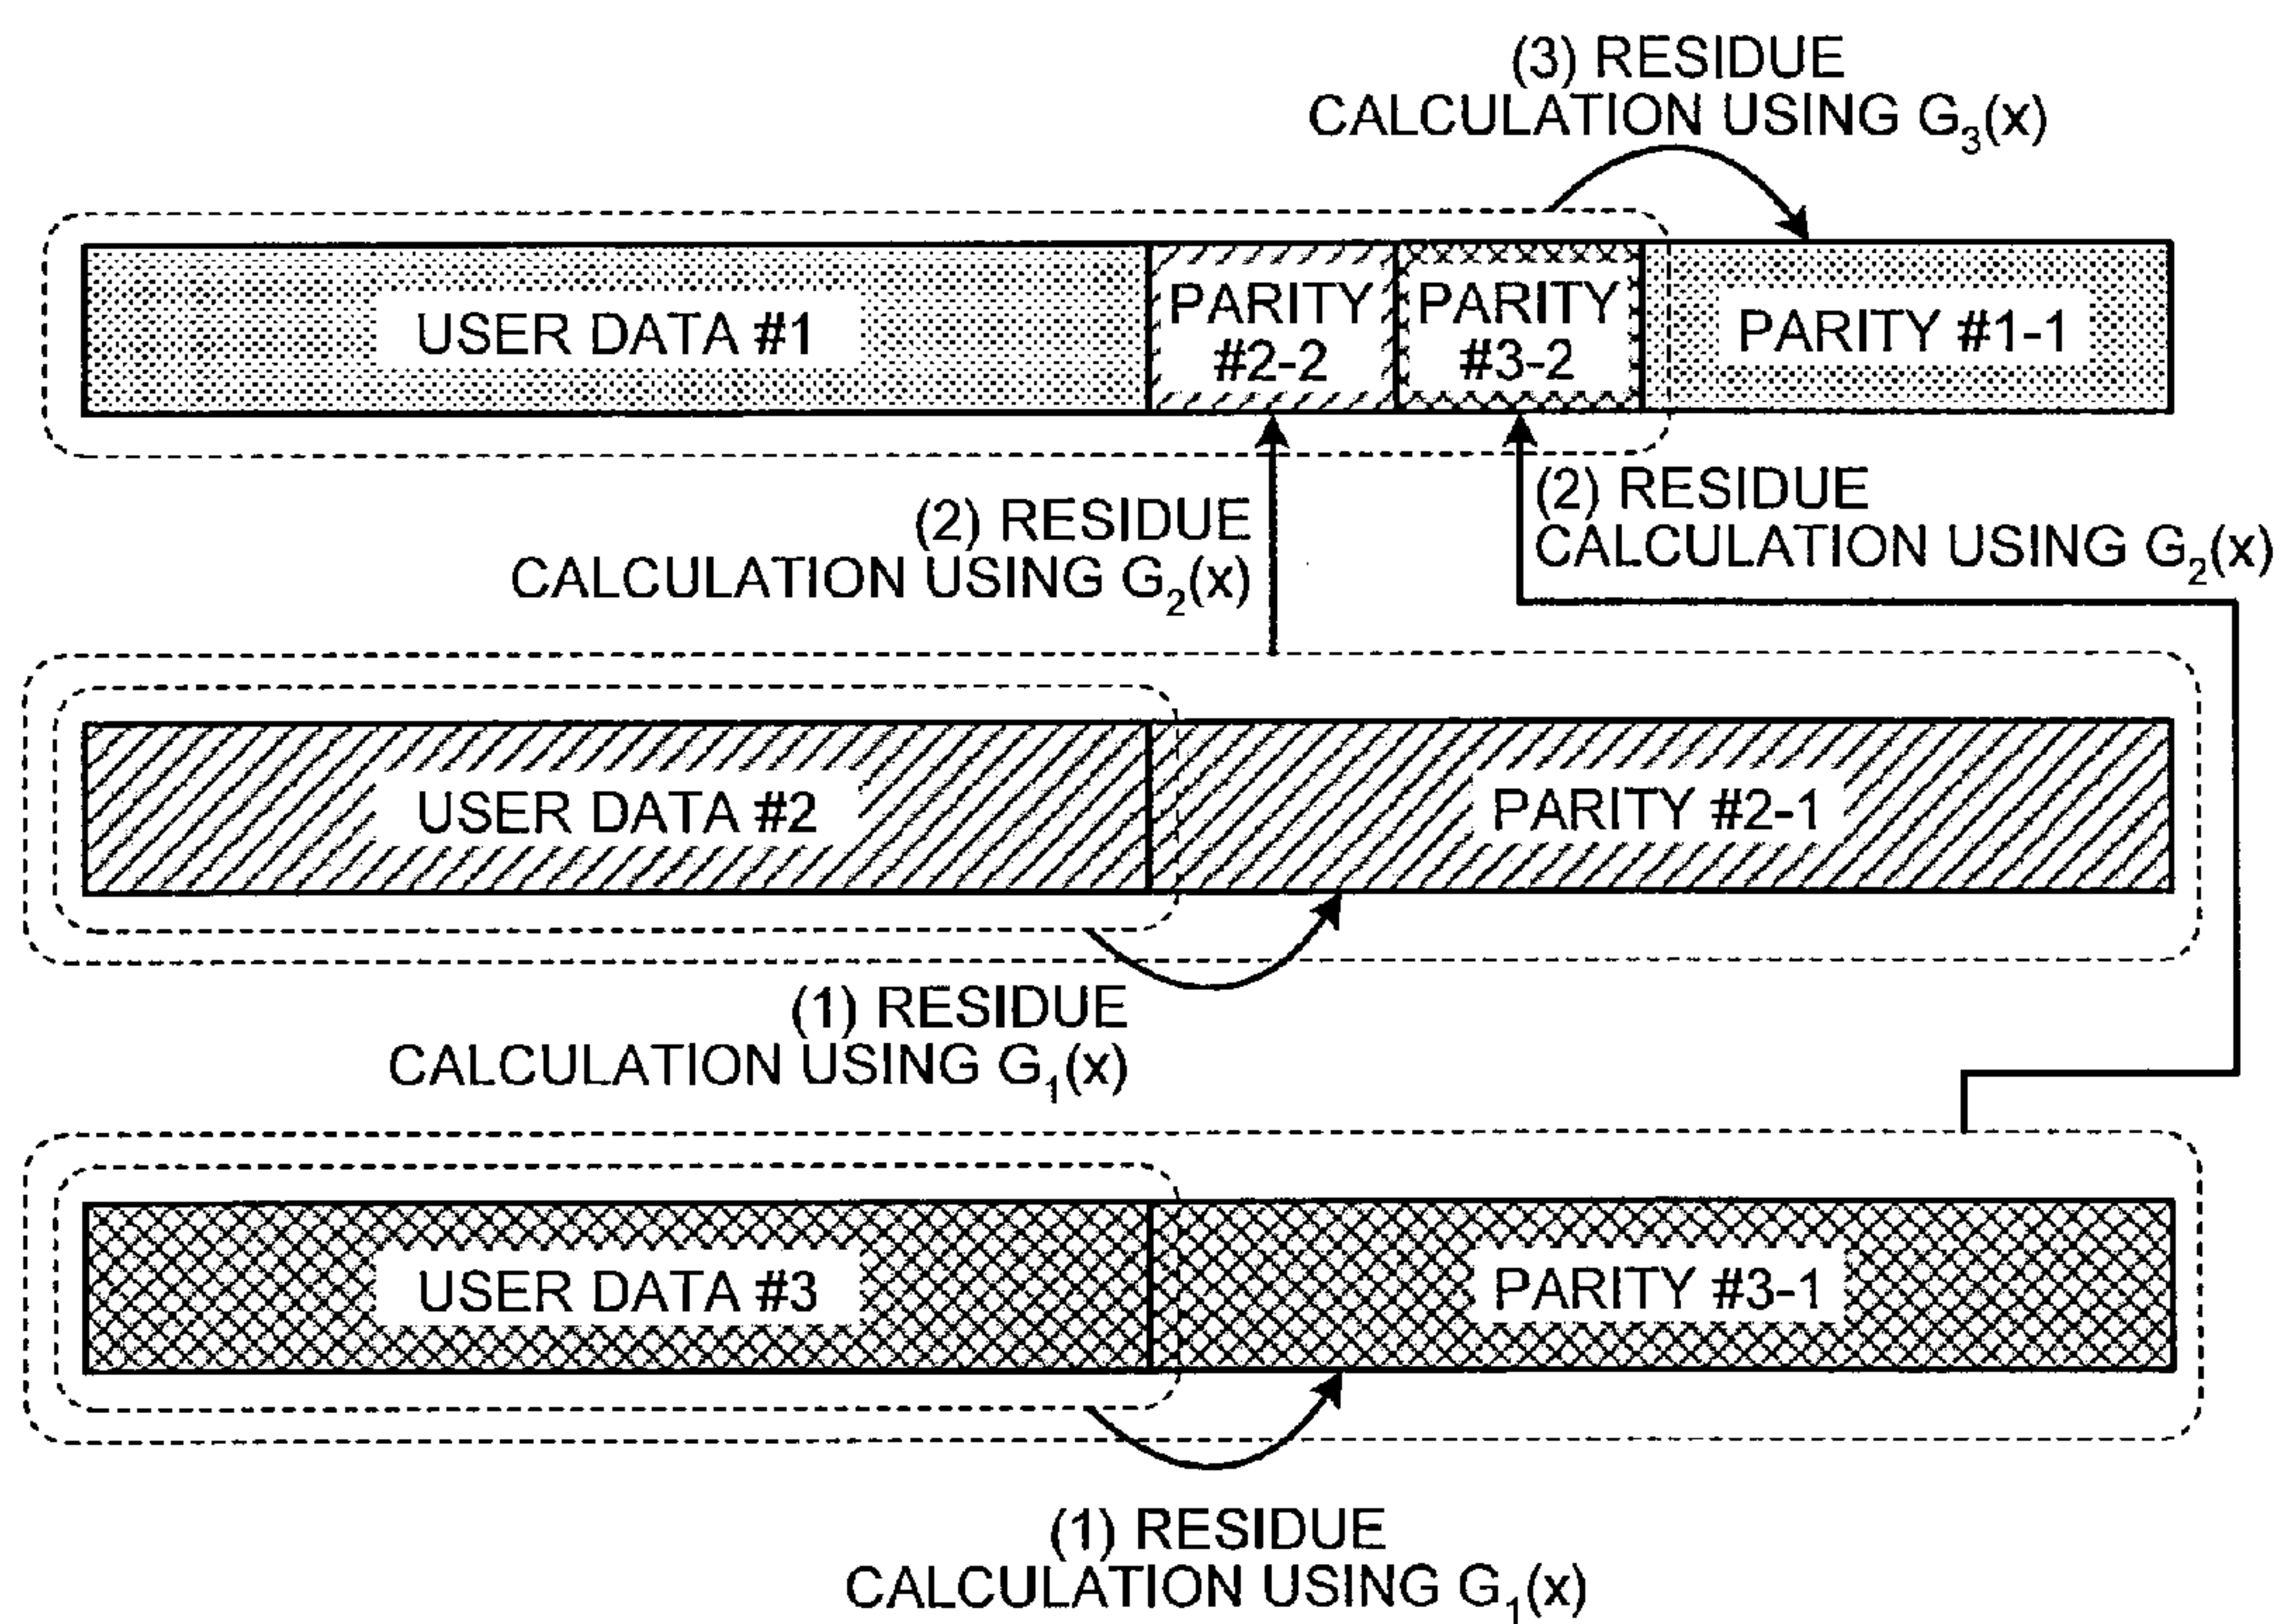 (3) RESIDUE
CALCULATION USING G₃(x)
USER DATA #1
PARITY
#2-2
PARITY
#3-2
PARITY #1-1
(2) RESIDUE
CALCULATION USING G₂(x)
(2) RESIDUE
CALCULATION USING G₂(x)
USER DATA #2
PARITY #2-1
(1) RESIDUE
CALCULATION USING G₁(x)
USER DATA #3
PARITY #3-1
(1) RESIDUE
CALCULATION USING G₁(x)